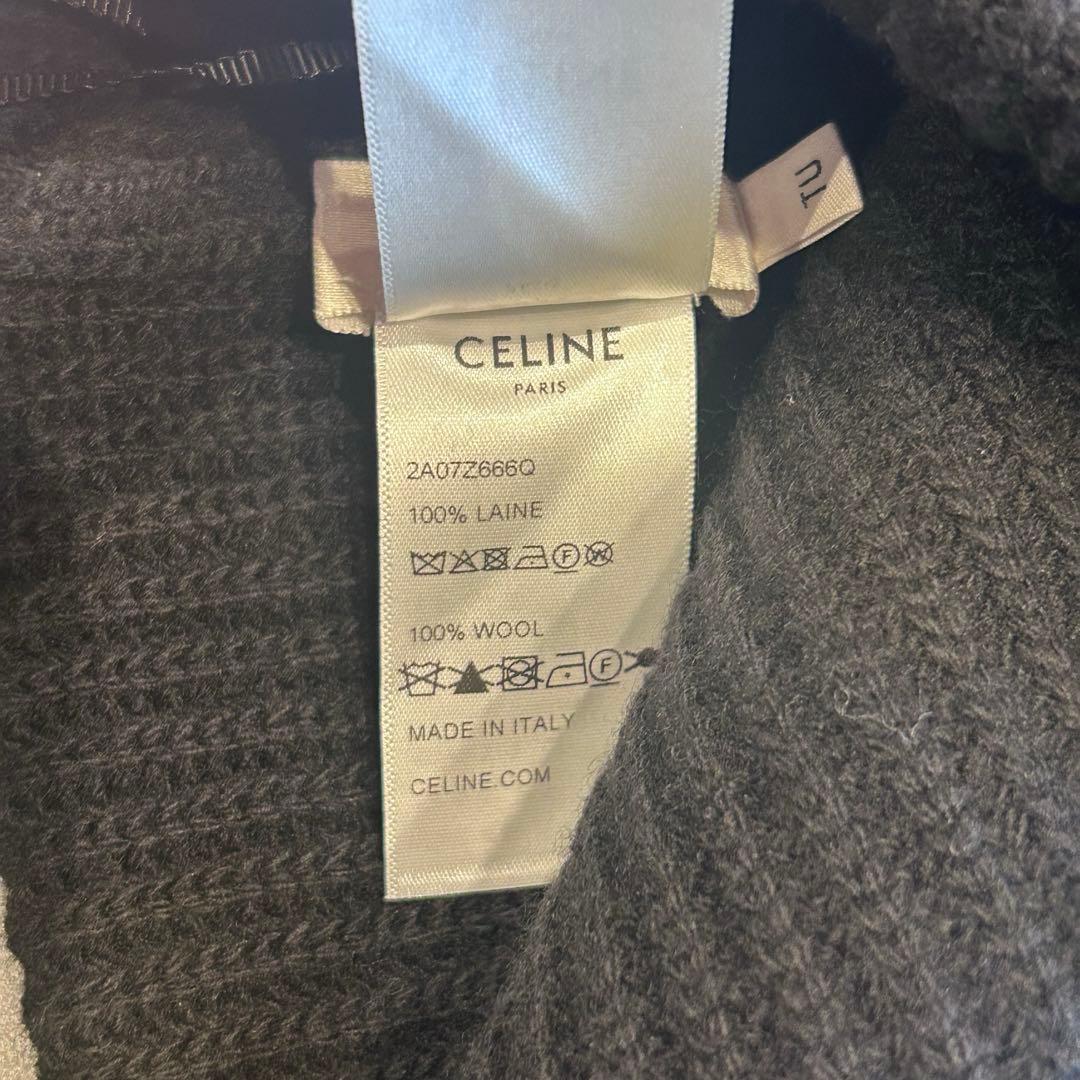 TU
CELINE
PARIS
2A07Z666Q
100% LAINE
100% WOOL
MADE IN ITALY
CELINE.COM